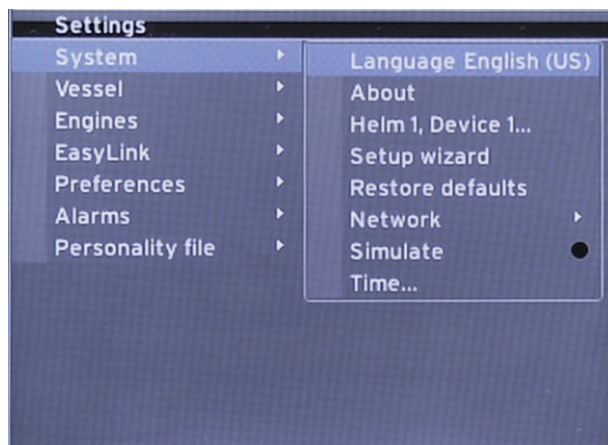 Settings
System
Vessel
Engines
EasyLink
Preferences
Alarms
Personality file
Language English (US)
About
Helm 1, Device 1...
Setup wizard
Restore defaults
Network
Simulate
Time...